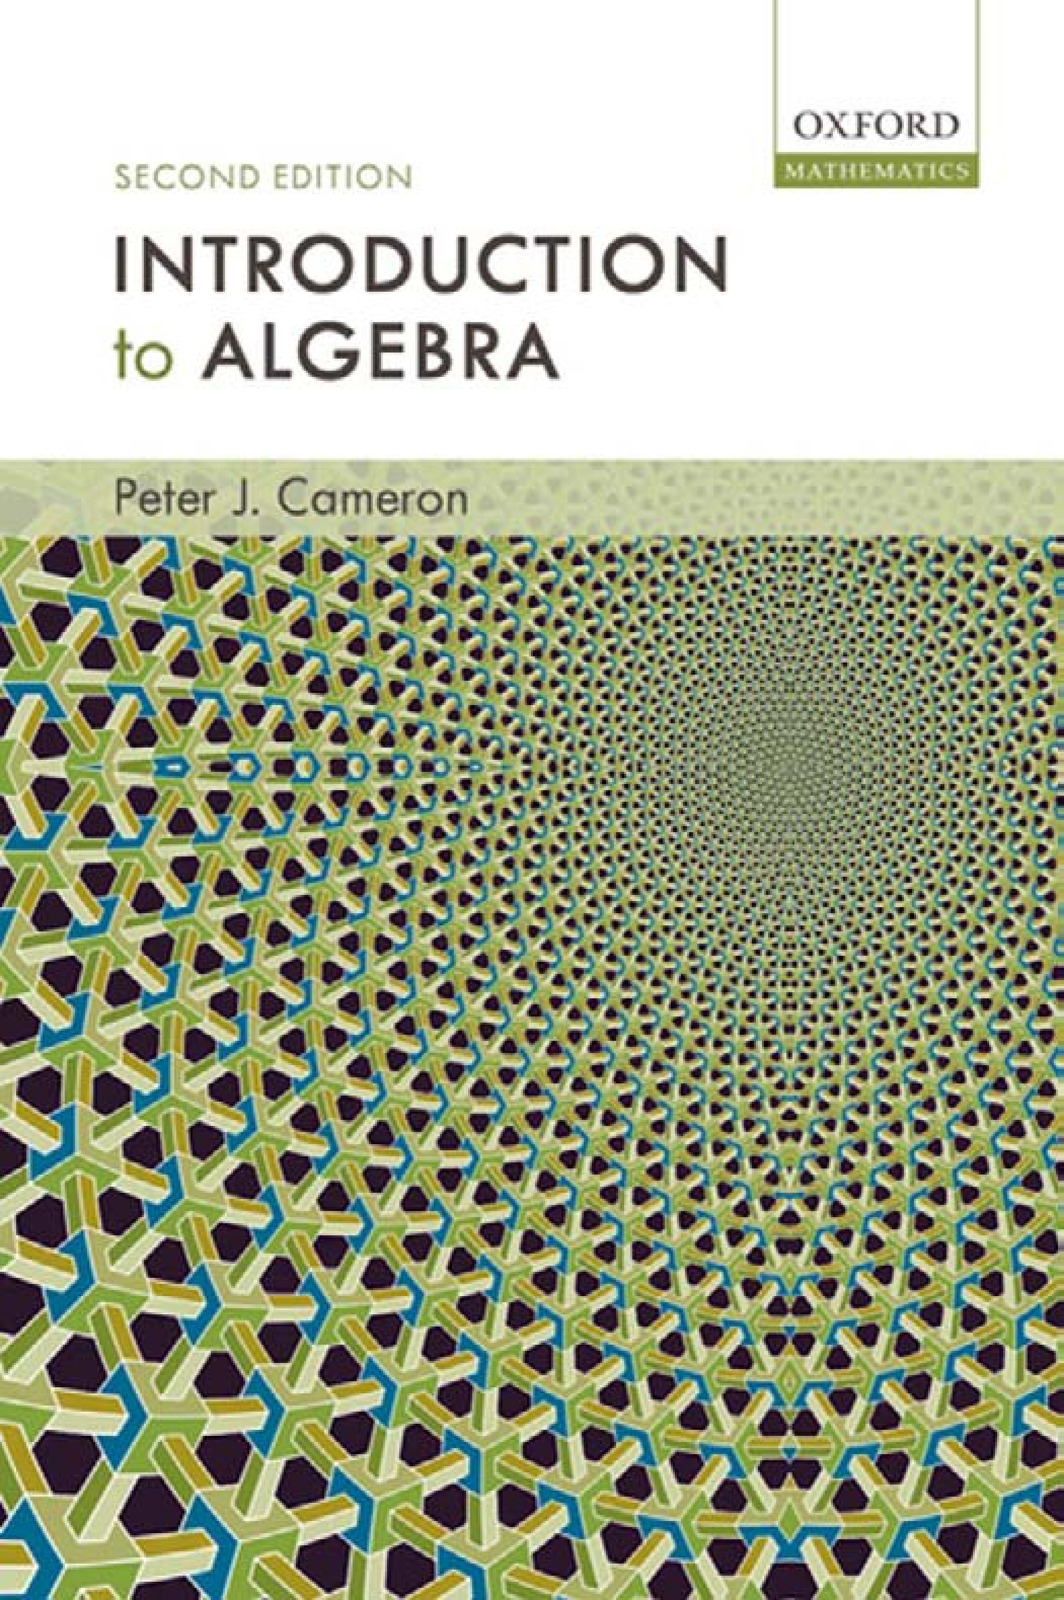 OXFORD
MATHEMATICS
SECOND EDITION
INTRODUCTION
to ALGEBRA
Peter J. Cameron